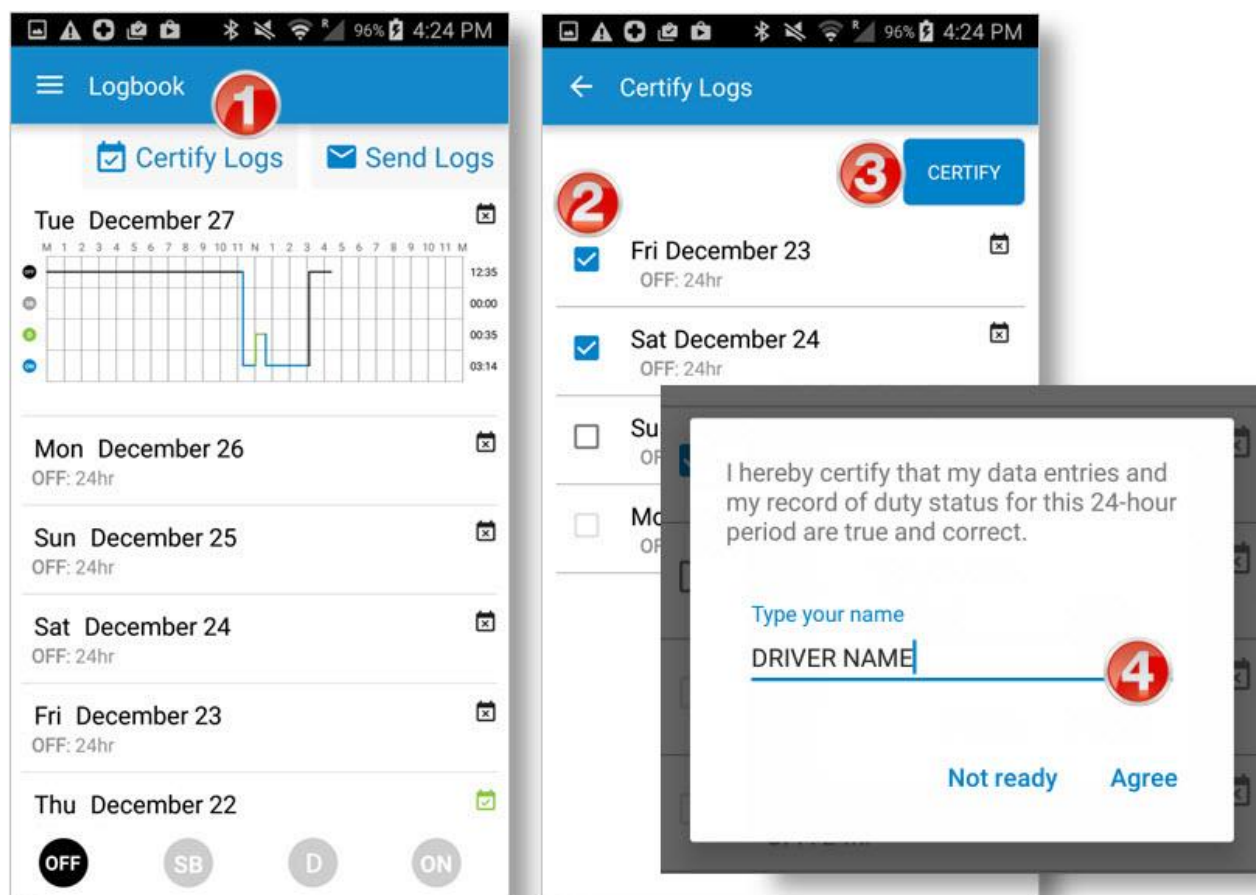 96% 4:24 PM
Logbook
1
Certify Logs Send Logs
Tue December 27
M 1 2 3 4 5 6 7 8 9 10 11 N 1 2 3 4 5 6 7 8 9 10 11 M
OFF 12:35
SB 00:00
D 00:35
ON 03:14
Mon December 26
OFF: 24hr
Sun December 25
OFF: 24hr
Sat December 24
OFF: 24hr
Fri December 23
OFF: 24hr
Thu December 22
OFF SB D ON
R 96% 4:24 PM
Certify Logs
3 CERTIFY
2
Fri December 23
OFF: 24hr
Sat December 24
OFF: 24hr
Su
OF
Mo
OF
I hereby certify that my data entries and
my record of duty status for this 24-hour
period are true and correct.
Type your name
DRIVER NAME
4
Not ready Agree